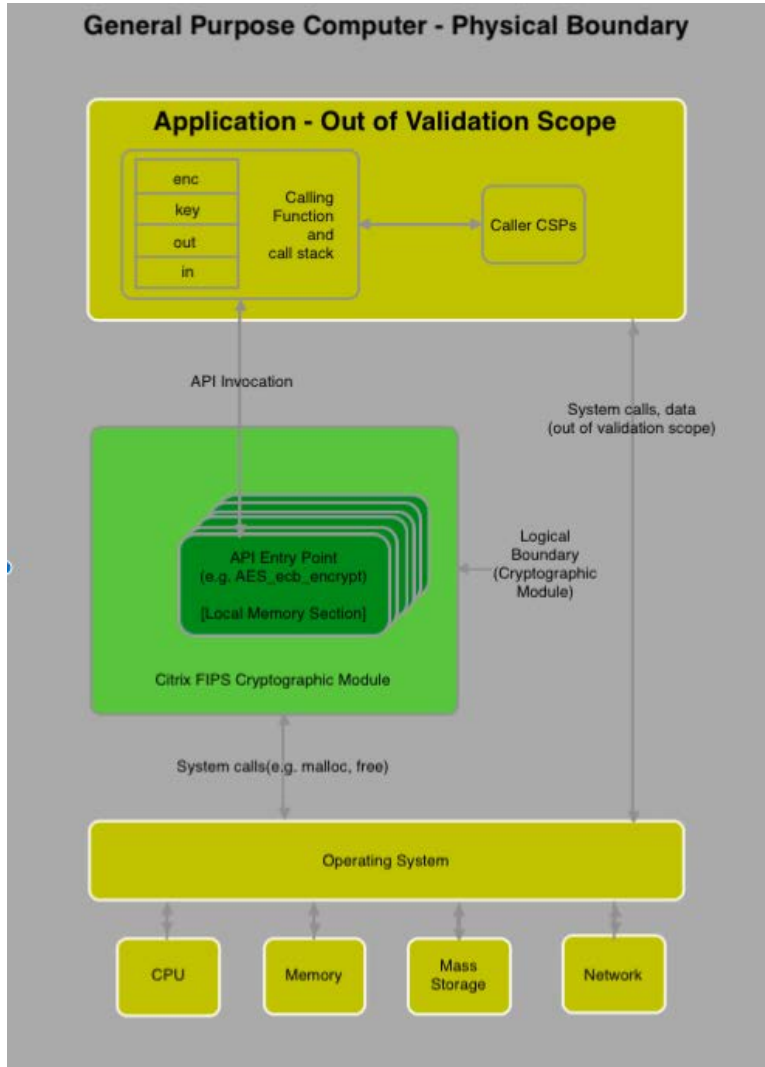 General Purpose Computer - Physical Boundary
Application - Out of Validation Scope
enc
key
out
in
Calling
Function
and
call stack
Caller CSPs
API Invocation
System calls, data
(out of validation scope)
API Entry Point
(e.g. AES_ecb_encrypt)
[Local Memory Section]
Logical
Boundary
(Cryptographic
Module)
Citrix FIPS Cryptographic Module
System calls(e.g. malloc, free)
Operating System
CPU
Memory
Mass
Storage
Network